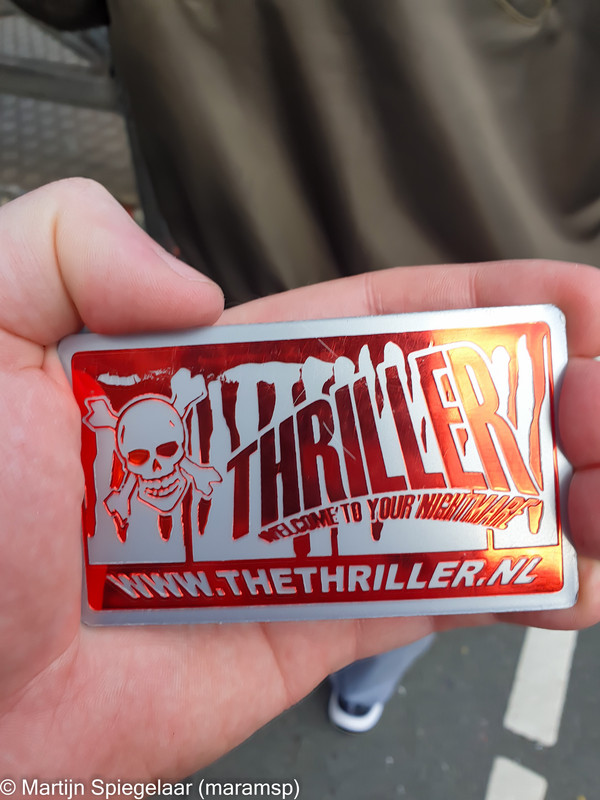 THRILLER
WELCOME TO YOUR NIGHTMARE
WWW.THETHRILLER.NL
© Martijn Spiegelaar (maramsp)